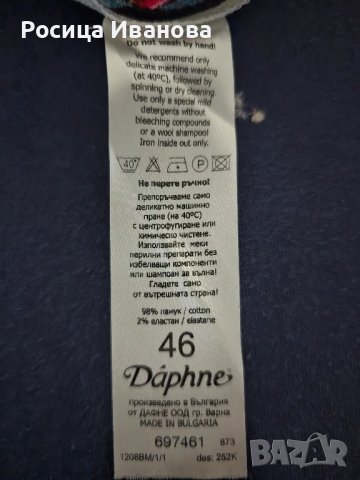 Росица Иванова
Do not wash by hand!
We recommend only
delicate machine washing
(at 40°C), followed by
spinning or dry cleaning.
Use only a special mild
detergents without
bleaching compounds
or a wool shampoo
Iron inside out only.
40° P
Не перете ръчно!
Препоръчваме само
деликатно машинно
пране (на 40°C)
с центрофугиране или
химическо чистене.
Използвайте меки
перилни препарати без
избелващи компоненти
или шампоан за вълна!
Гладете само
от вътрешната страна!
98% памук / cotton
2% еластан / elastane
46
Daphne
произведено в България
от ДАФНЕ ООД гр. Варна
MADE IN BULGARIA
697461 873
1208BM/1/1 des: 252K
BAZAR